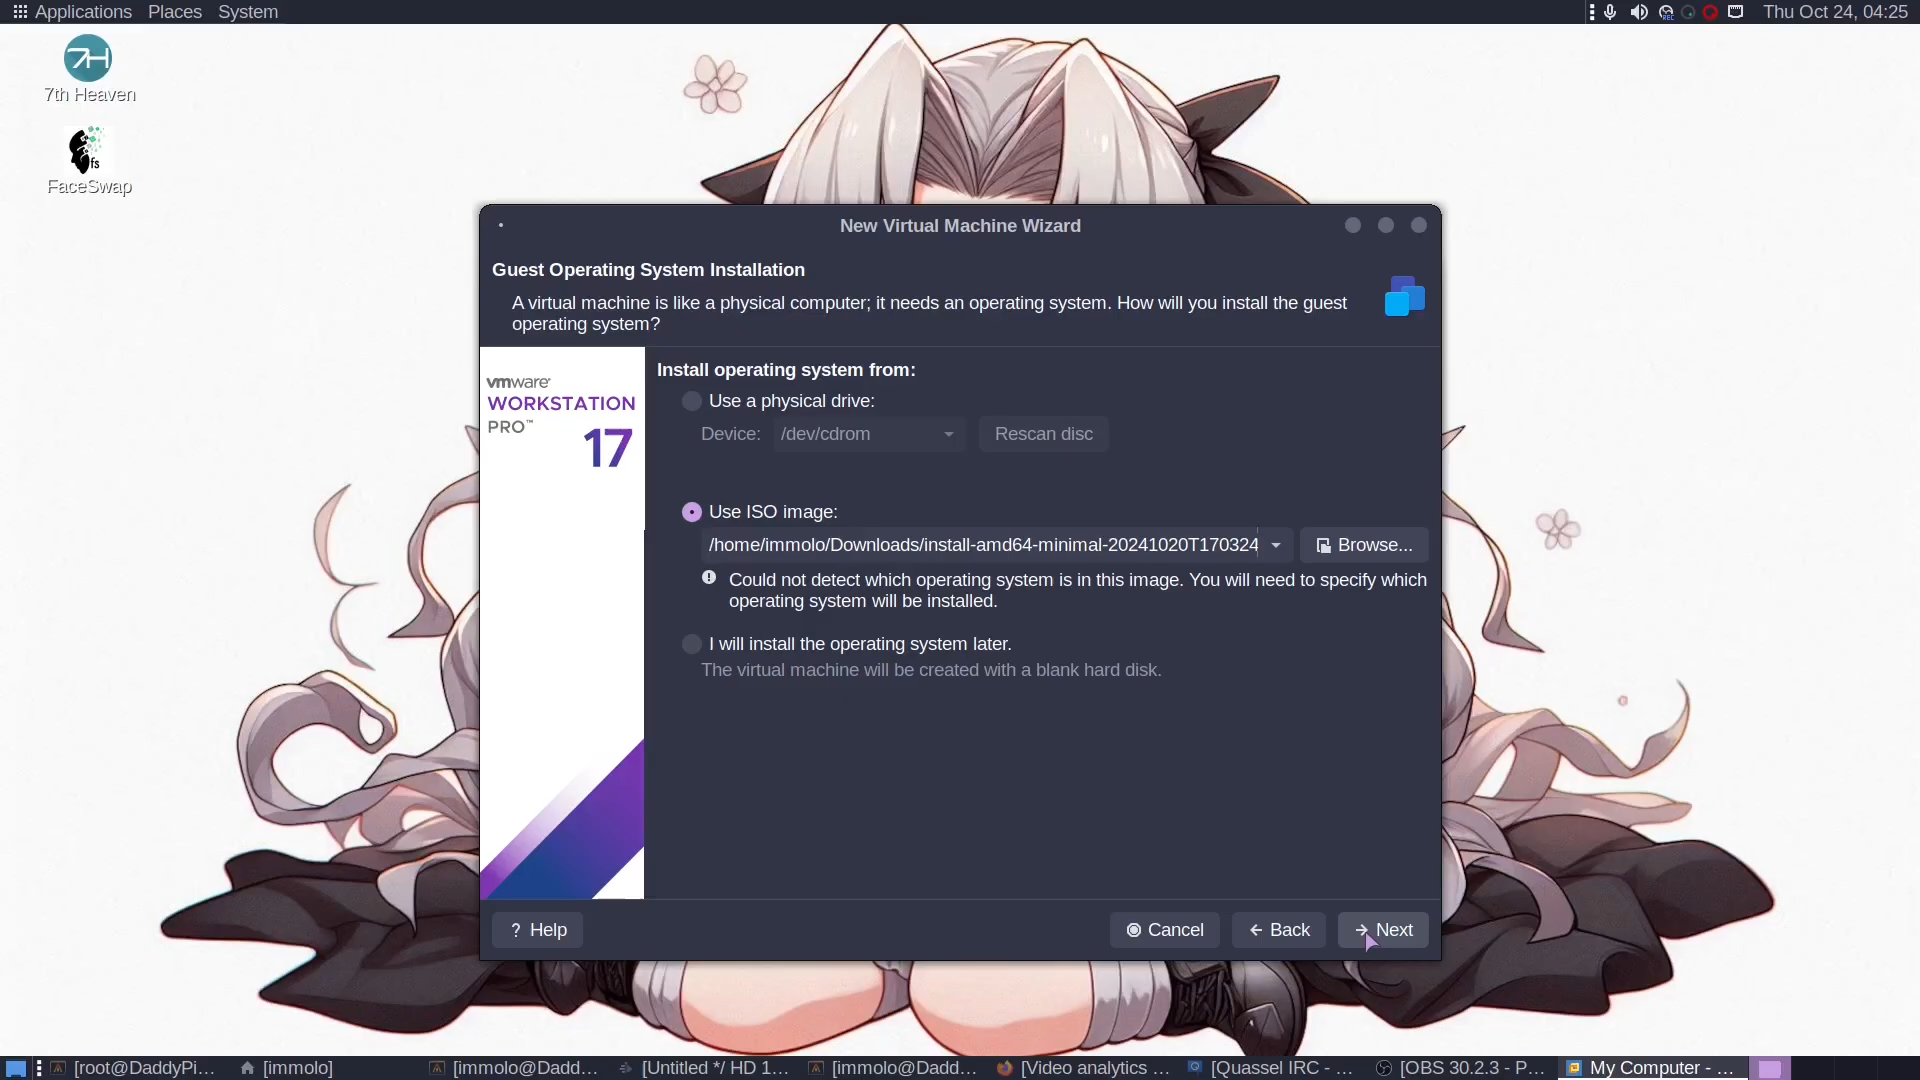 Applications Places System
REC
Thu Oct 24, 04:25
7H
7th Heaven
fs
FaceSwap
New Virtual Machine Wizard
Guest Operating System Installation
A virtual machine is like a physical computer; it needs an operating system. How will you install the guest
operating system?
vmware
WORKSTATION
PRO™
17
Install operating system from:
Use a physical drive:
Device: /dev/cdrom Rescan disc
Use ISO image:
/home/immolo/Downloads/install-amd64-minimal-20241020T170324 Browse...
Could not detect which operating system is in this image. You will need to specify which
operating system will be installed.
I will install the operating system later.
The virtual machine will be created with a blank hard disk.
? Help Cancel Back Next
[root@DaddyPi... [immolo] [immolo@Dadd... [Untitled */ HD 1... [immolo@Dadd... [Video analytics ... [Quassel IRC - ... [OBS 30.2.3 - P... My Computer - ...